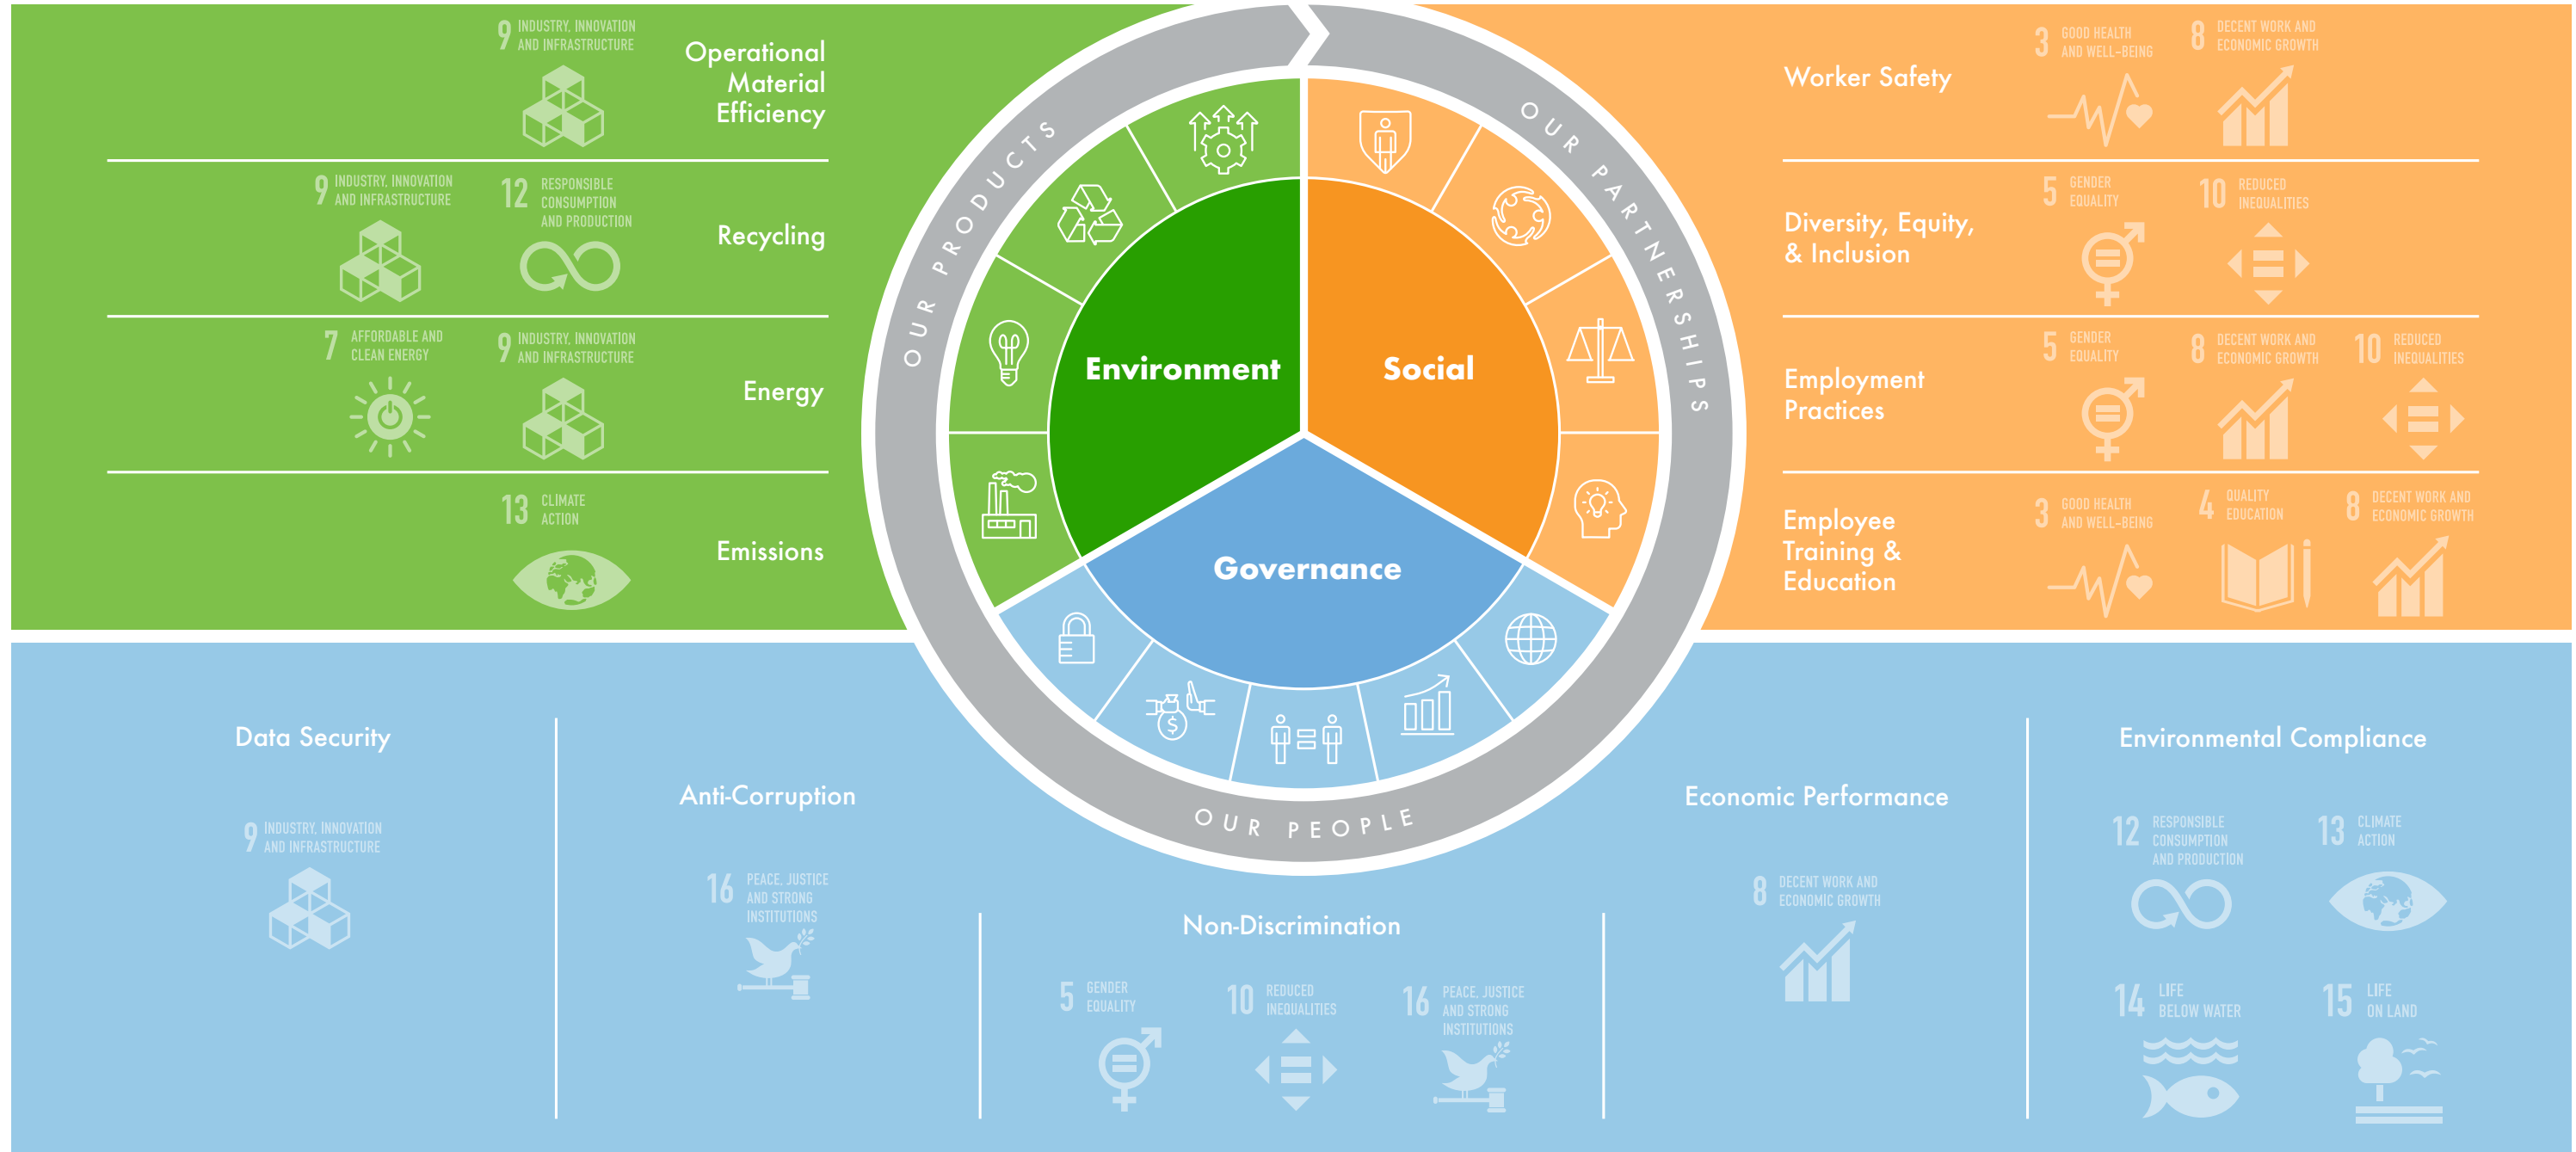 9 INDUSTRY, INNOVATION
AND INFRASTRUCTURE
Operational
Material
Efficiency
9 INDUSTRY, INNOVATION
AND INFRASTRUCTURE
12 RESPONSIBLE
CONSUMPTION
AND PRODUCTION
Recycling
7 AFFORDABLE AND
CLEAN ENERGY
9 INDUSTRY, INNOVATION
AND INFRASTRUCTURE
Energy
13 CLIMATE
ACTION
Emissions
OUR PRODUCTS
OUR PARTNERSHIPS
OUR PEOPLE
Environment
Social
Governance
$
Worker Safety
3 GOOD HEALTH
AND WELL-BEING
8 DECENT WORK AND
ECONOMIC GROWTH
Diversity, Equity,
& Inclusion
5 GENDER
EQUALITY
10 REDUCED
INEQUALITIES
Employment
Practices
5 GENDER
EQUALITY
8 DECENT WORK AND
ECONOMIC GROWTH
10 REDUCED
INEQUALITIES
Employee
Training &
Education
3 GOOD HEALTH
AND WELL-BEING
4 QUALITY
EDUCATION
8 DECENT WORK AND
ECONOMIC GROWTH
Data Security
9 INDUSTRY, INNOVATION
AND INFRASTRUCTURE
Anti-Corruption
16 PEACE, JUSTICE
AND STRONG
INSTITUTIONS
Non-Discrimination
5 GENDER
EQUALITY
10 REDUCED
INEQUALITIES
16 PEACE, JUSTICE
AND STRONG
INSTITUTIONS
Economic Performance
8 DECENT WORK AND
ECONOMIC GROWTH
Environmental Compliance
12 RESPONSIBLE
CONSUMPTION
AND PRODUCTION
13 CLIMATE
ACTION
14 LIFE
BELOW WATER
15 LIFE
ON LAND